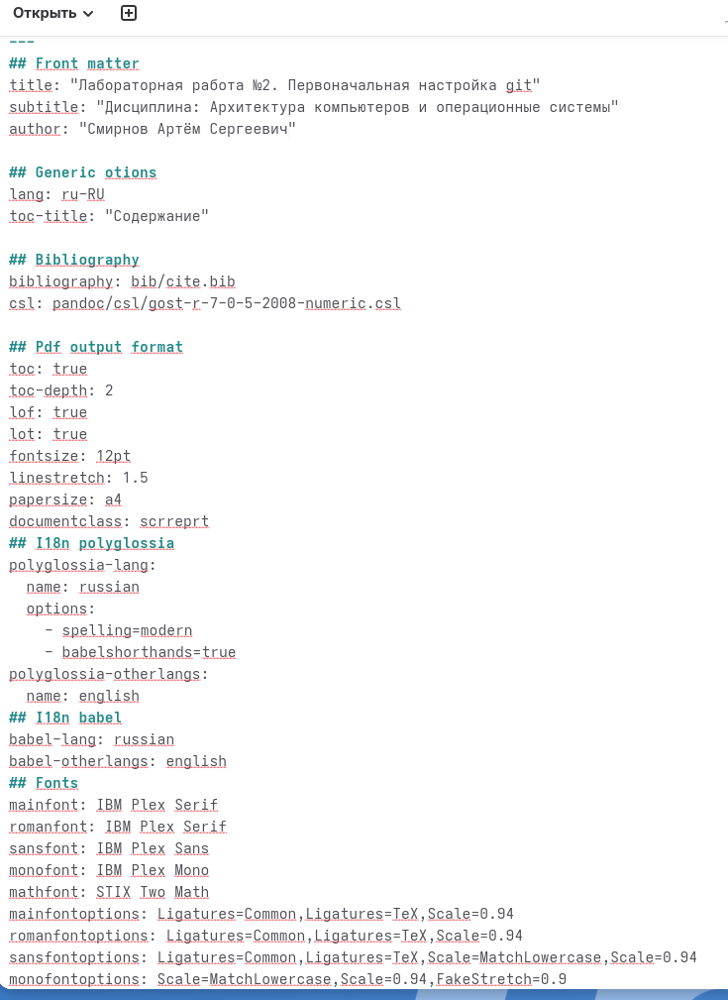 Открыть
---
## Front matter
title: "Лабораторная работа №2. Первоначальная настройка git"
subtitle: "Дисциплина: Архитектура компьютеров и операционные системы"
author: "Смирнов Артём Сергеевич"

## Generic otions
lang: ru-RU
toc-title: "Содержание"

## Bibliography
bibliography: bib/cite.bib
csl: pandoc/csl/gost-r-7-0-5-2008-numeric.csl

## Pdf output format
toc: true
toc-depth: 2
lof: true
lot: true
fontsize: 12pt
linestretch: 1.5
papersize: a4
documentclass: scrreprt
## I18n polyglossia
polyglossia-lang:
  name: russian
  options:
    - spelling=modern
    - babelshorthands=true
polyglossia-otherlangs:
  name: english
## I18n babel
babel-lang: russian
babel-otherlangs: english
## Fonts
mainfont: IBM Plex Serif
romanfont: IBM Plex Serif
sansfont: IBM Plex Sans
monofont: IBM Plex Mono
mathfont: STIX Two Math
mainfontoptions: Ligatures=Common,Ligatures=TeX,Scale=0.94
romanfontoptions: Ligatures=Common,Ligatures=TeX,Scale=0.94
sansfontoptions: Ligatures=Common,Ligatures=TeX,Scale=MatchLowercase,Scale=0.94
monofontoptions: Scale=MatchLowercase,Scale=0.94,FakeStretch=0.9